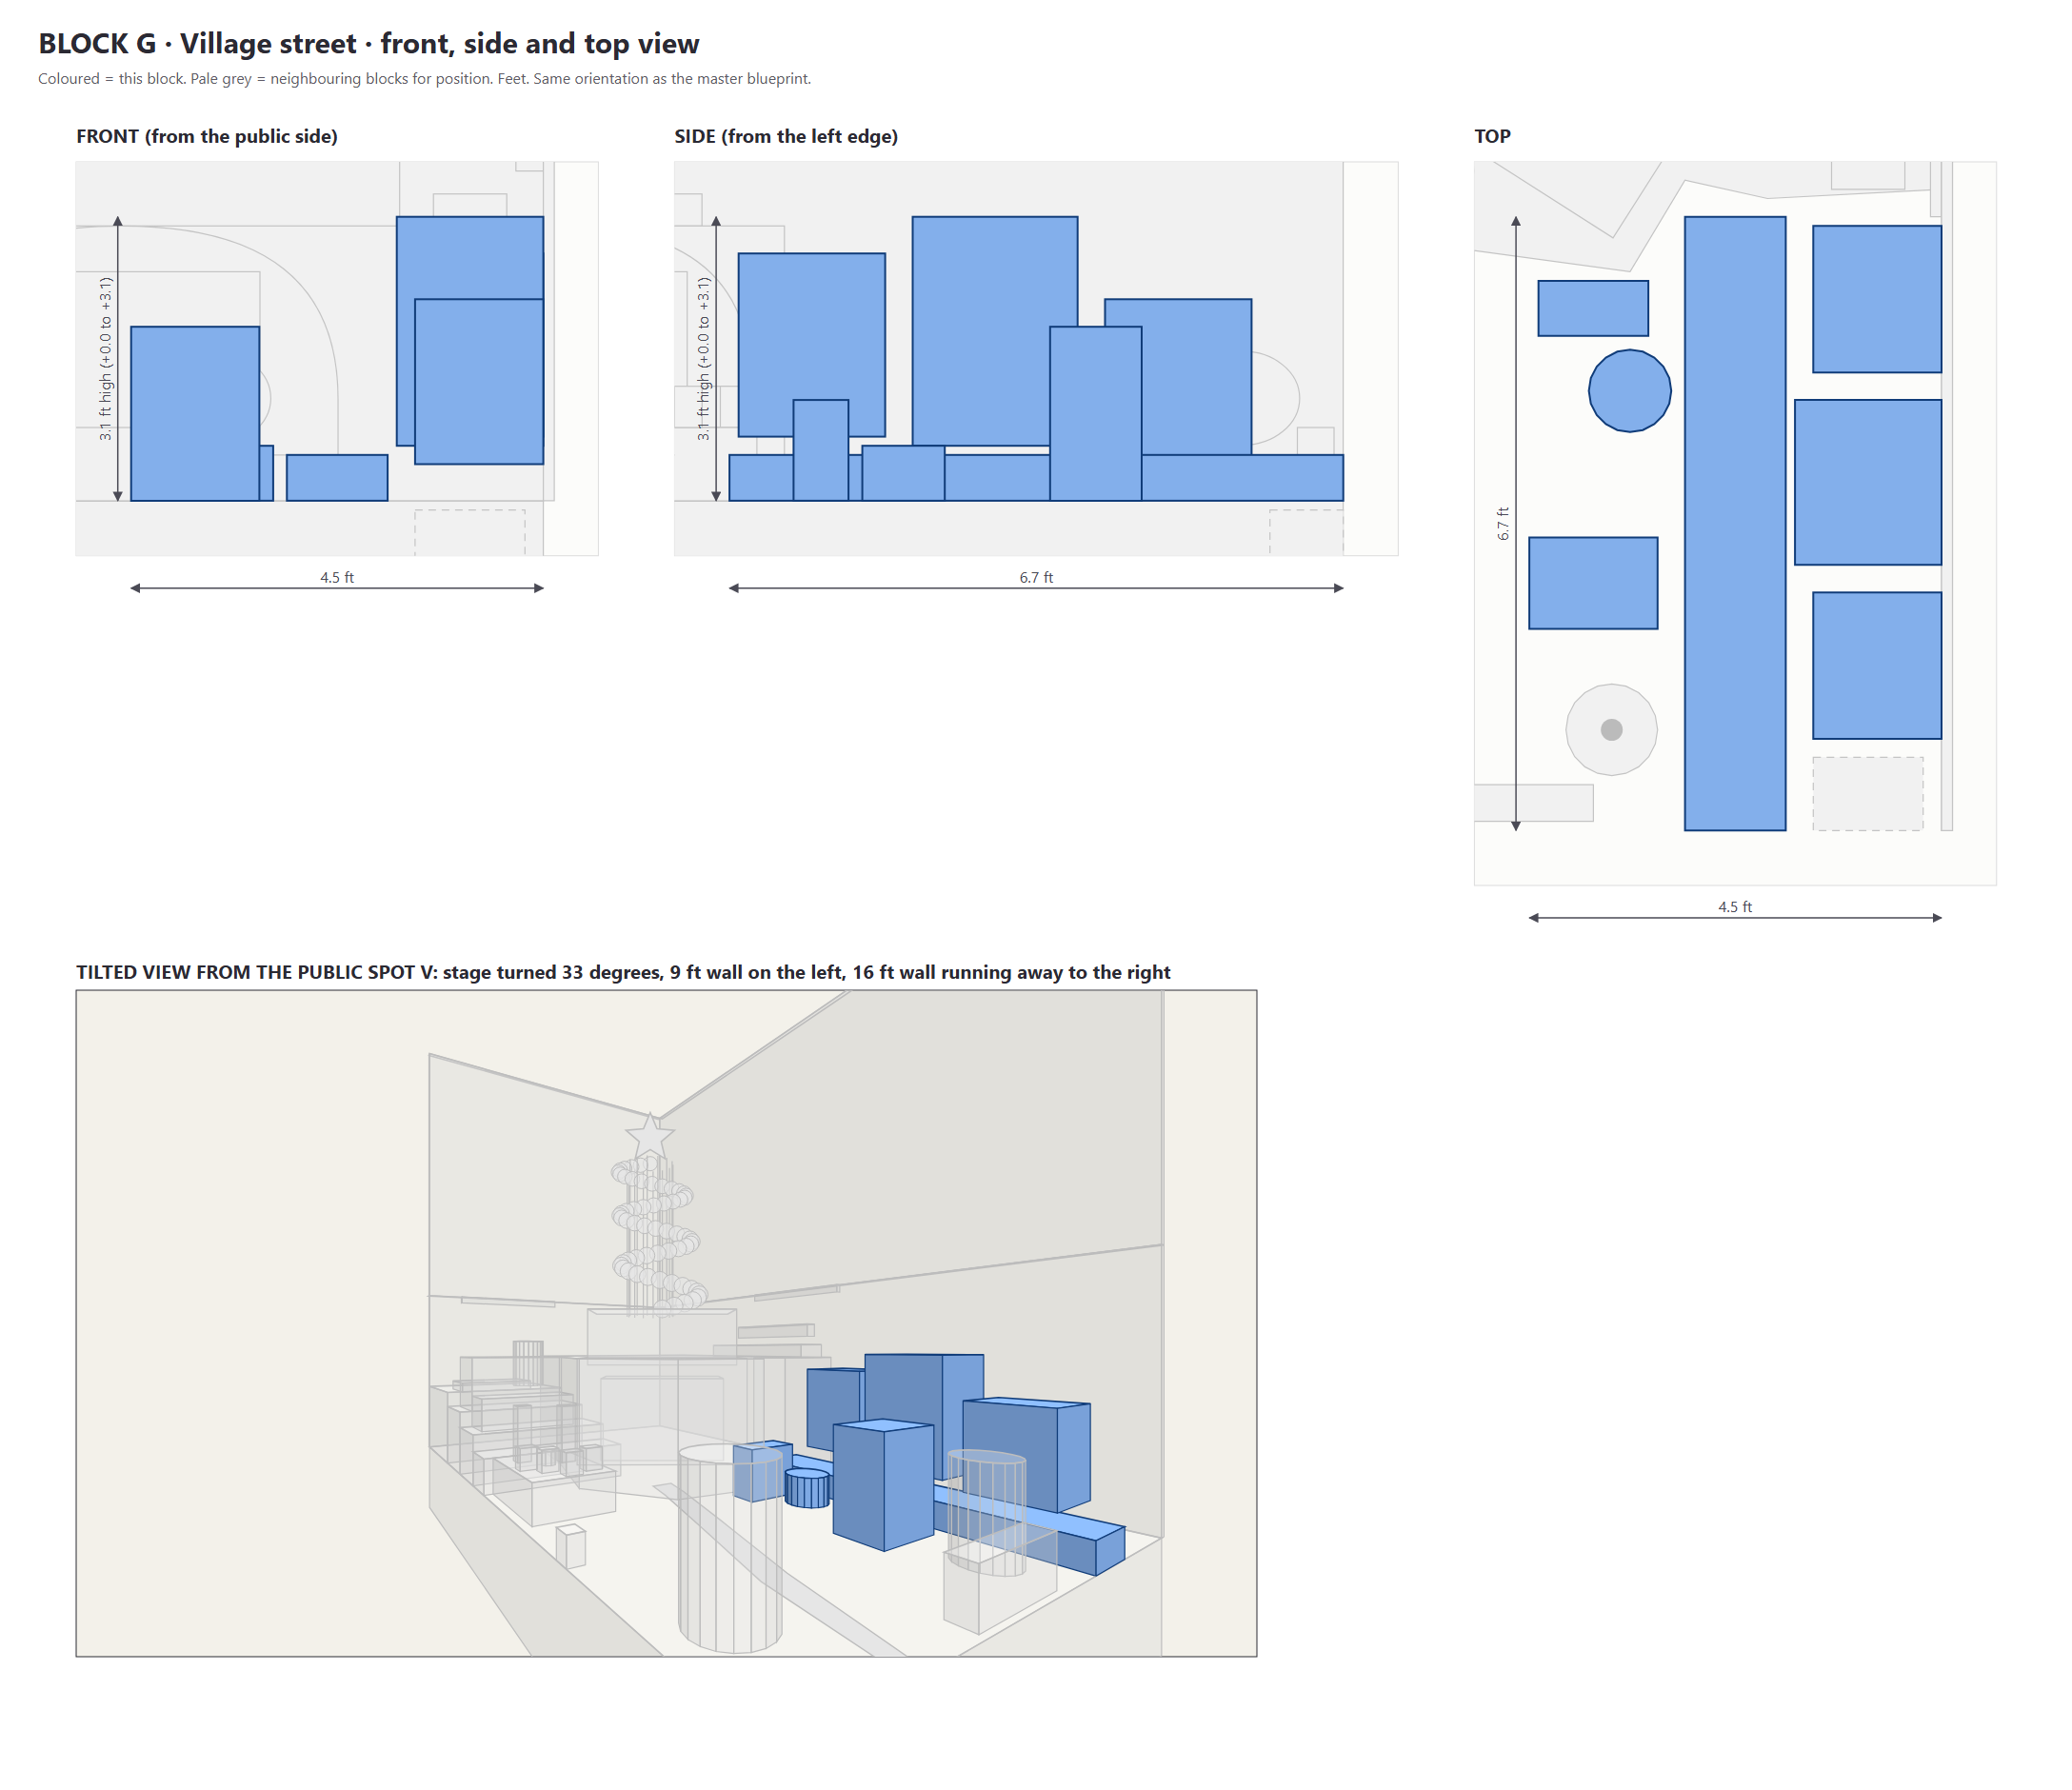 BLOCK G · Village street · front, side and top view
Coloured = this block. Pale grey = neighbouring blocks for position. Feet. Same orientation as the master blueprint.
FRONT (from the public side)
SIDE (from the left edge)
TOP
3.1 ft high (+0.0 to +3.1)
3.1 ft high (+0.0 to +3.1)
6.7 ft
4.5 ft
6.7 ft
4.5 ft
TILTED VIEW FROM THE PUBLIC SPOT V: stage turned 33 degrees, 9 ft wall on the left, 16 ft wall running away to the right